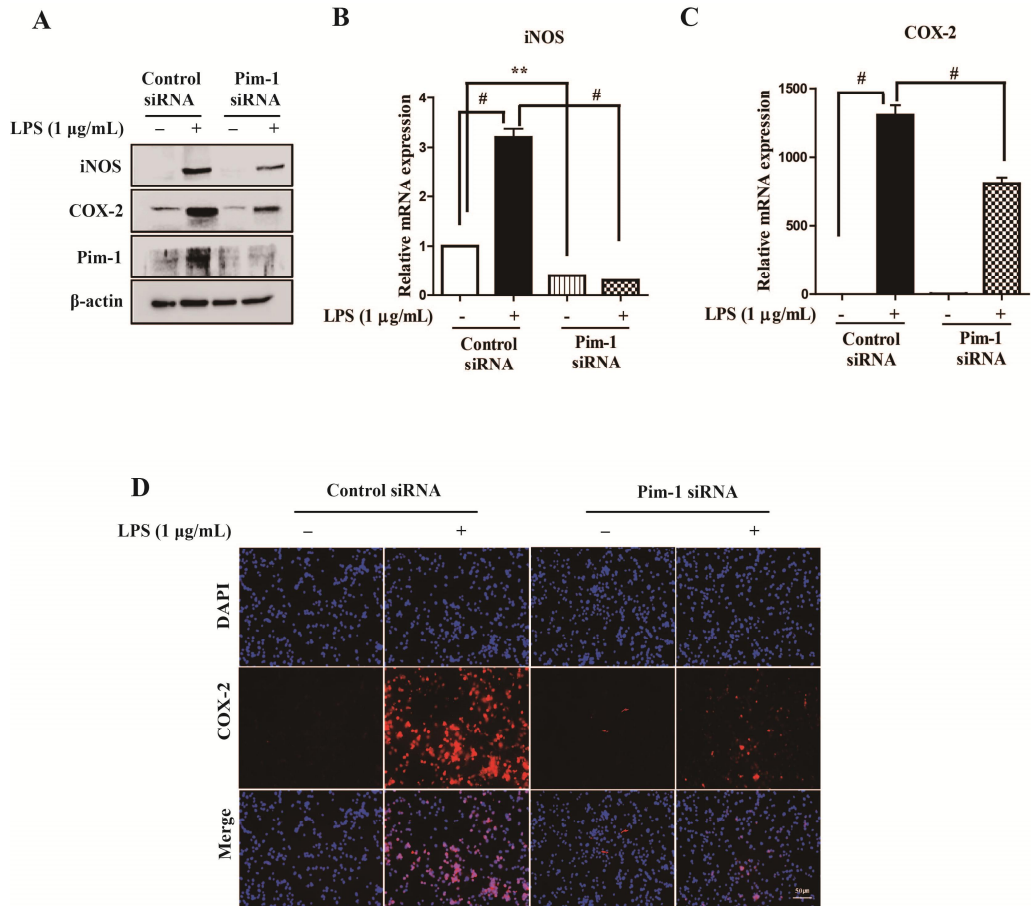 A
Control Pim-1
siRNA siRNA
LPS (1 μg/mL) – + – +
iNOS
COX-2
Pim-1
β-actin
B
iNOS
**
# #
Relative mRNA expression
4
3
2
1
0
LPS (1 μg/mL) - + - +
Control Pim-1
siRNA siRNA
C
COX-2
# #
Relative mRNA expression
1500
1000
500
0
LPS (1 μg/mL) - + - +
Control Pim-1
siRNA siRNA
D
Control siRNA Pim-1 siRNA
LPS (1 μg/mL) – + – +
DAPI
COX-2
Merge
50μm